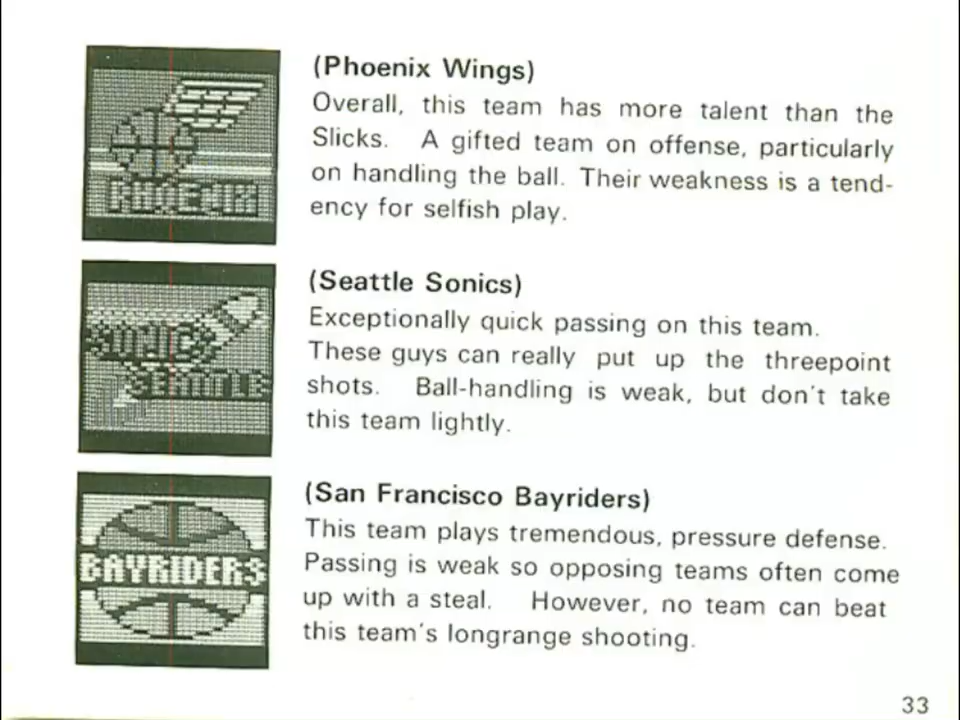 (Phoenix Wings)
Overall, this team has more talent than the
Slicks. A gifted team on offense, particularly
on handling the ball. Their weakness is a tend-
ency for selfish play.
PHOENIX
(Seattle Sonics)
Exceptionally quick passing on this team.
These guys can really put up the threepoint
shots. Ball-handling is weak, but don't take
this team lightly.
SONICS
SEATTLE
(San Francisco Bayriders)
This team plays tremendous, pressure defense.
Passing is weak so opposing teams often come
up with a steal. However, no team can beat
this team's longrange shooting.
BAYRIDERS
33